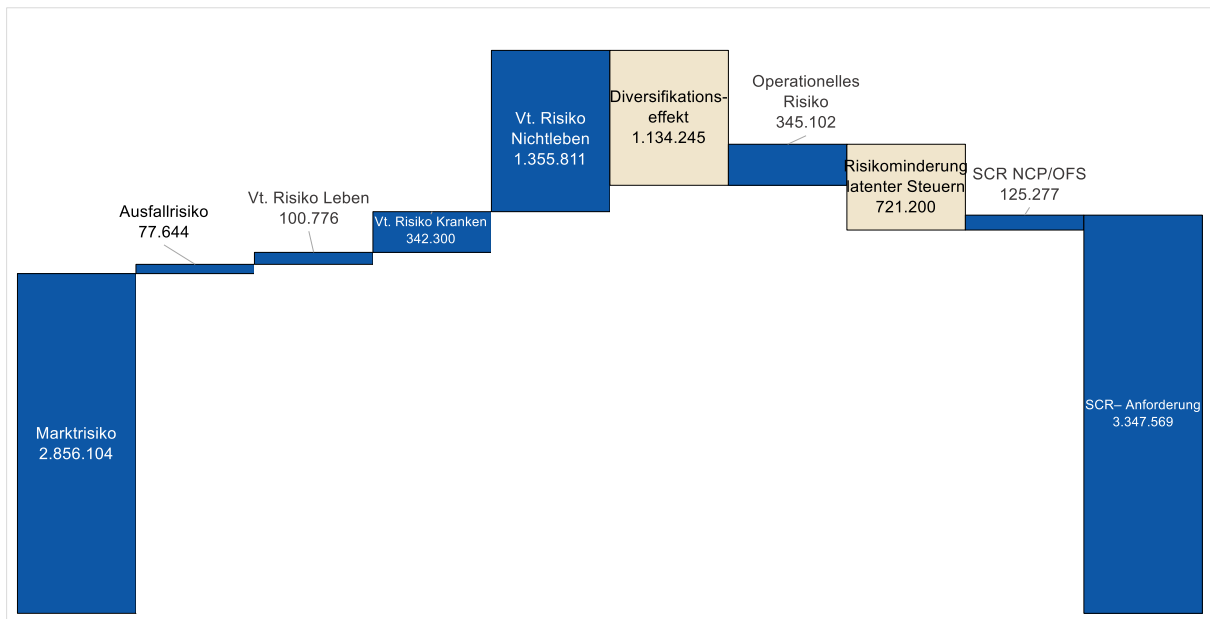 Marktrisiko
2.856.104
Ausfallrisiko
77.644
Vt. Risiko Leben
100.776
Vt. Risiko Kranken
342.300
Vt. Risiko
Nichtleben
1.355.811
Diversifikations-
effekt
1.134.245
Operationelles
Risiko
345.102
Risikominderung
latenter Steuern
721.200
SCR NCP/OFS
125.277
SCR– Anforderung
3.347.569